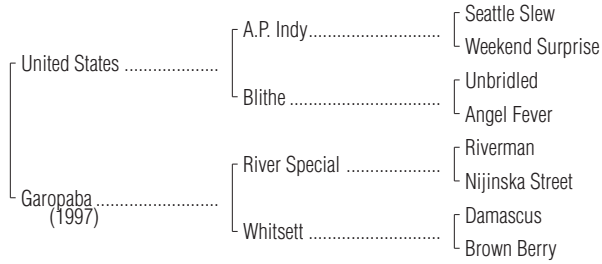 Seattle Slew
A.P. Indy
Weekend Surprise
United States
Unbridled
Blithe
Angel Fever
Riverman
River Special
Nijinska Street
Garopaba
(1997)
Damascus
Whitsett
Brown Berry